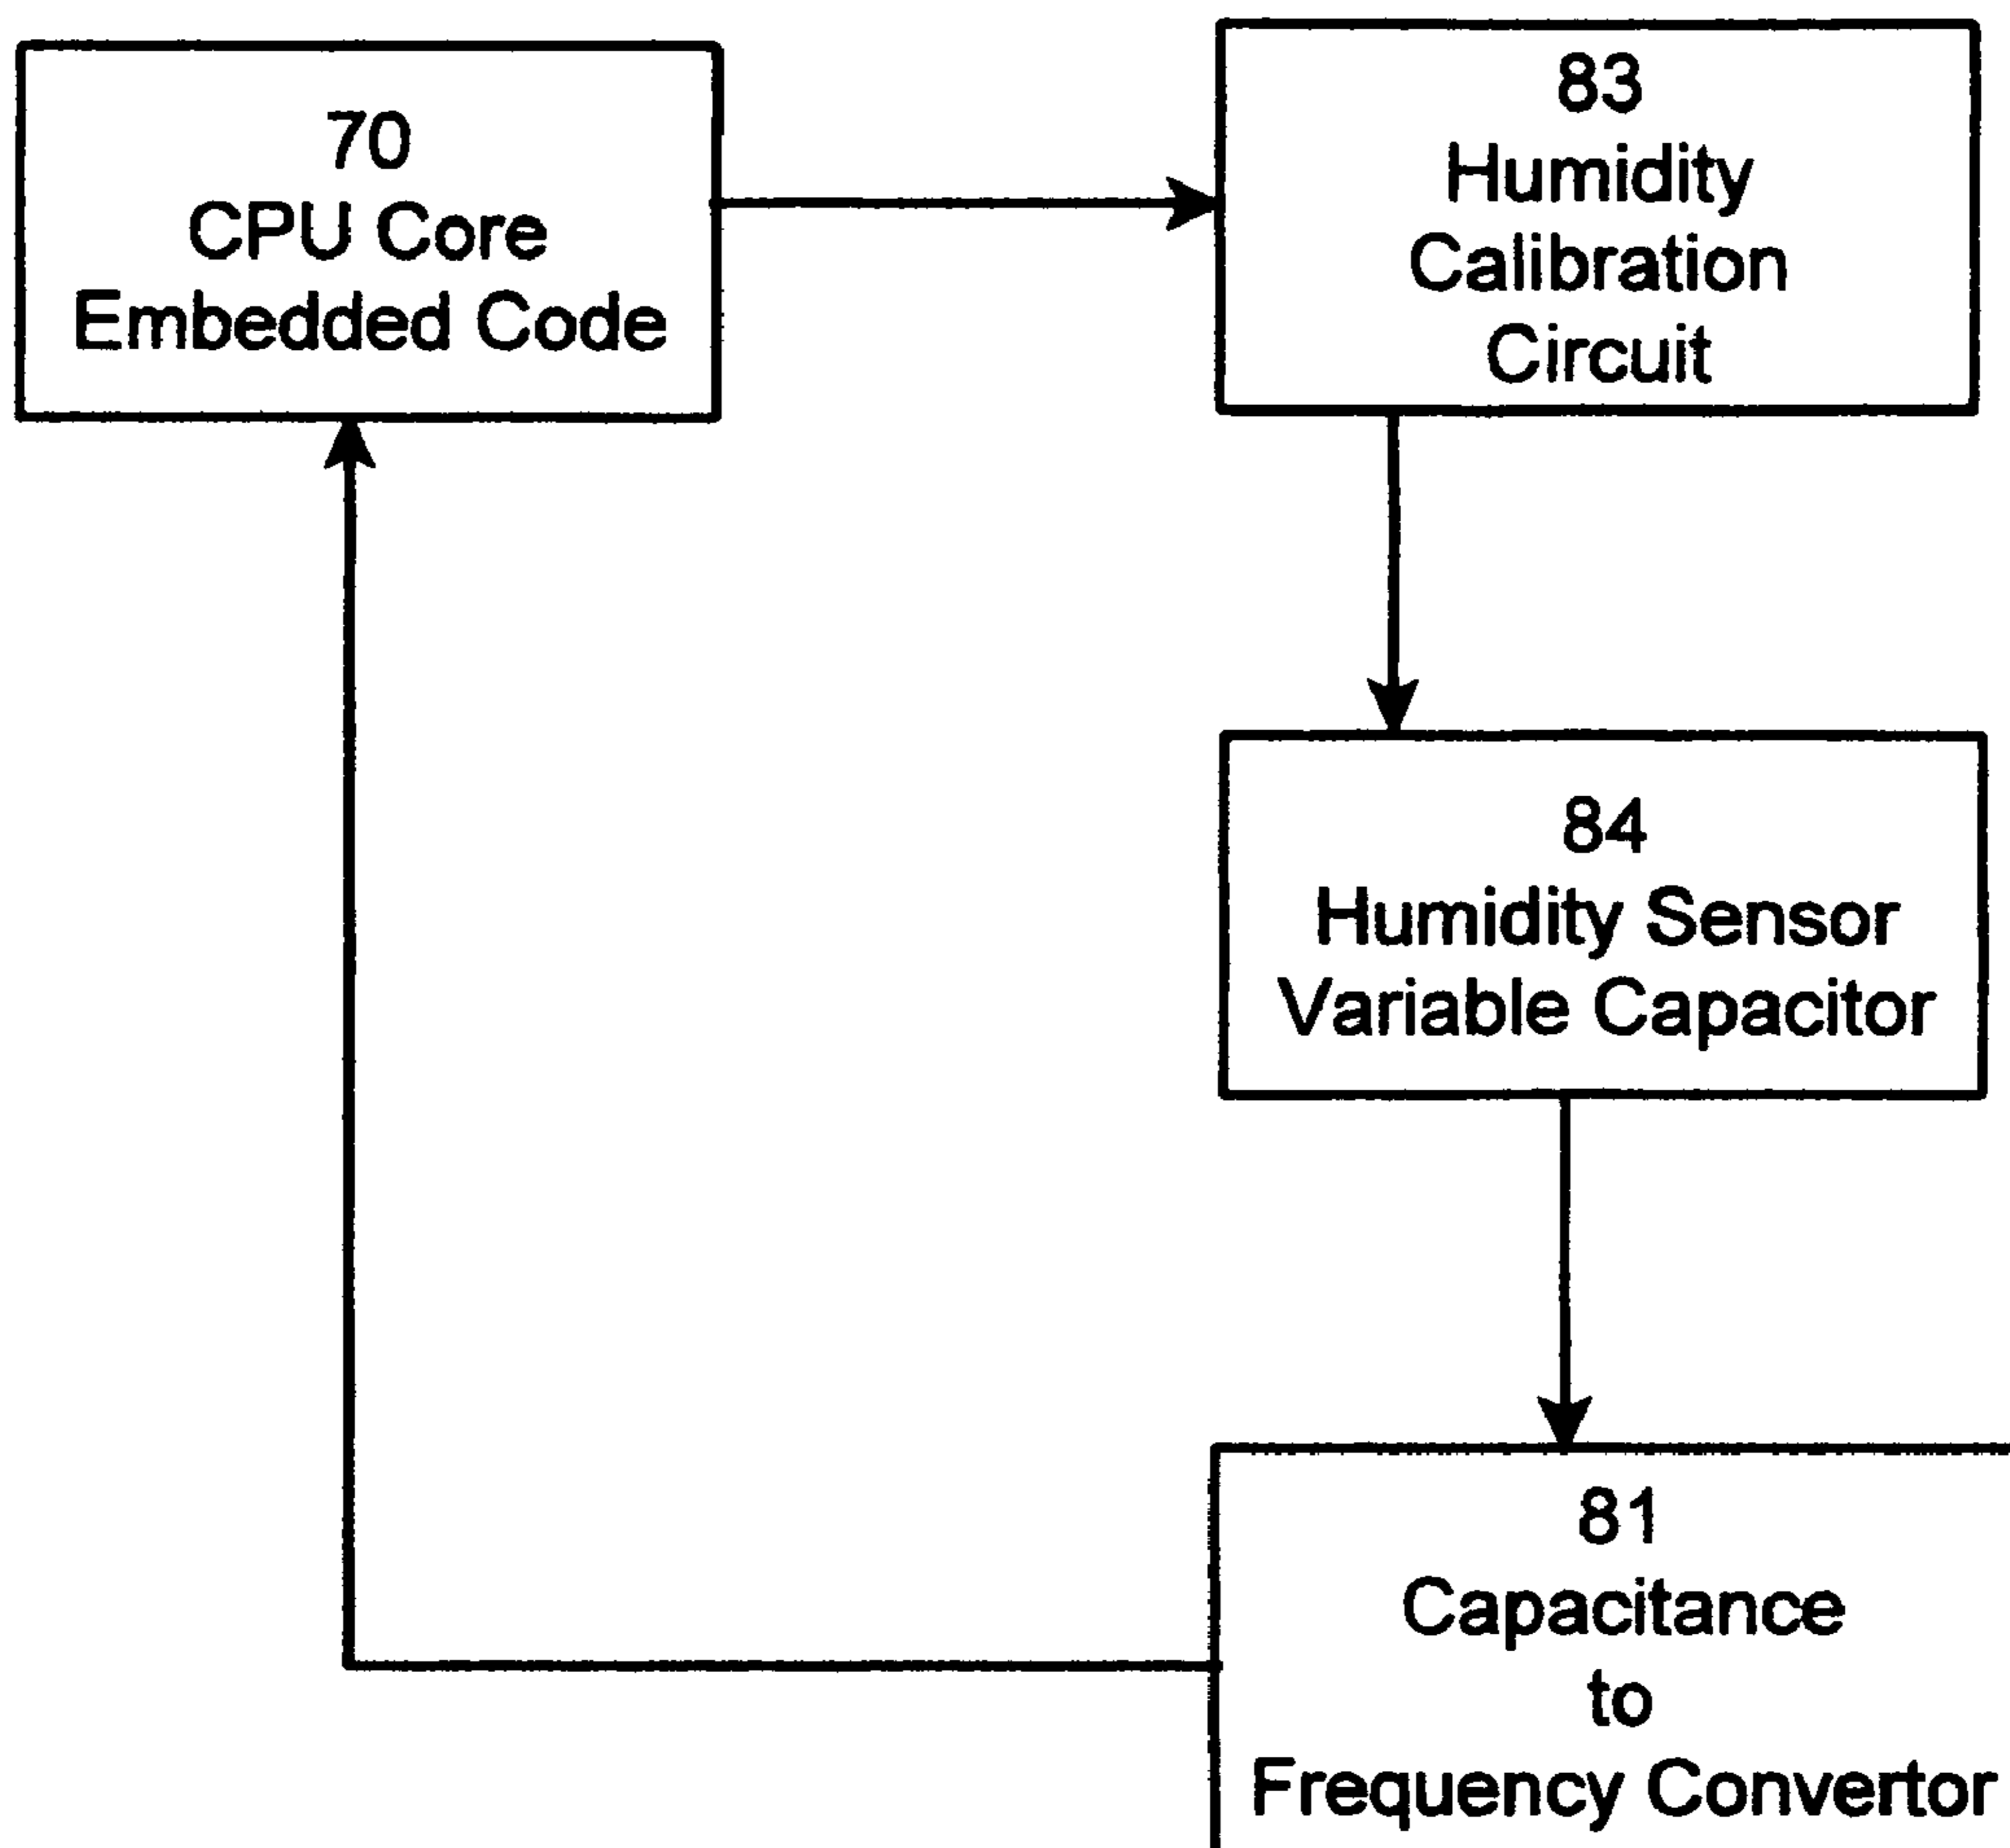 70
CPU Core
Embedded Code
83
Humidity
Calibration
Circuit
84
Humidity Sensor
Variable Capacitor
81
Capacitance
to
Frequency Convertor